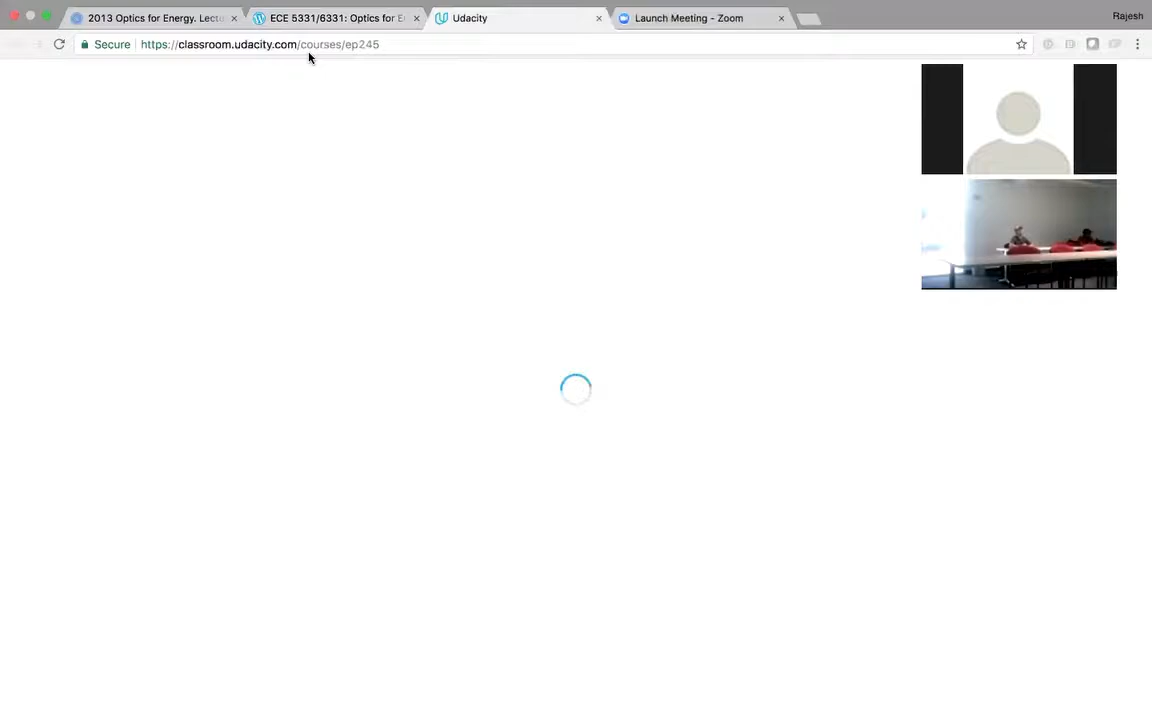 2013 Optics for Energy. Lectu
ECE 5331/6331: Optics for E
Udacity
Launch Meeting - Zoom
Rajesh
Secure
https://classroom.udacity.com/courses/ep245